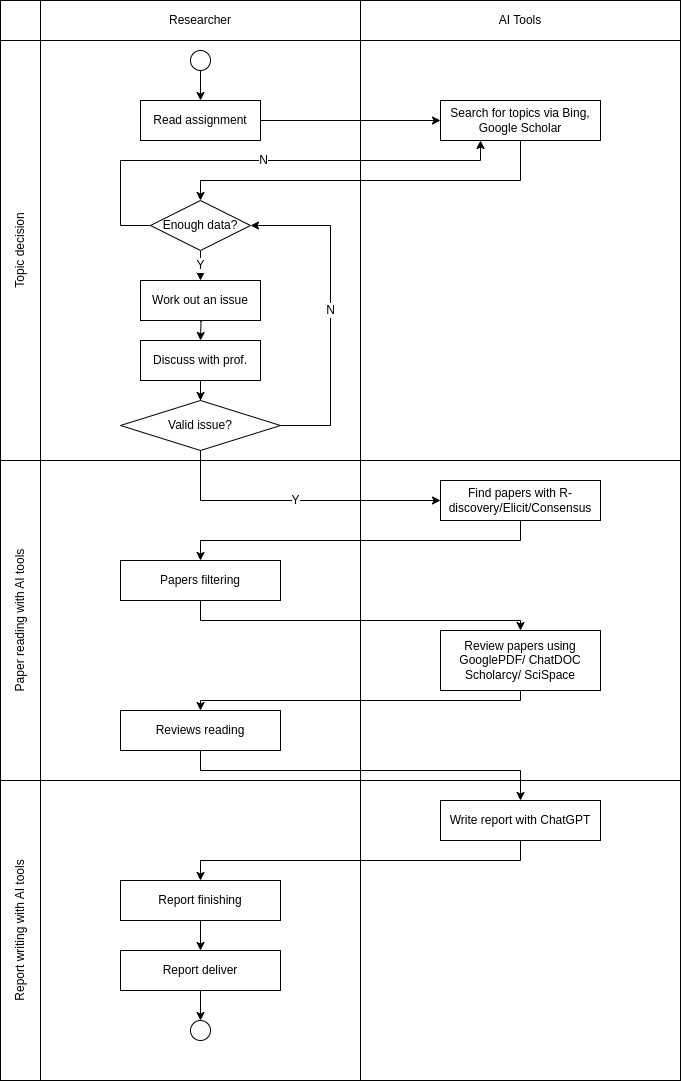 Researcher
AI Tools
Topic decision
Read assignment
Search for topics via Bing,
Google Scholar
N
Enough data?
Y
Work out an issue
N
Discuss with prof.
Valid issue?
Paper reading with AI tools
Y
Find papers with R-
discovery/Elicit/Consensus
Papers filtering
Review papers using
GooglePDF/ ChatDOC
Scholarcy/ SciSpace
Reviews reading
Report writing with AI tools
Write report with ChatGPT
Report finishing
Report deliver